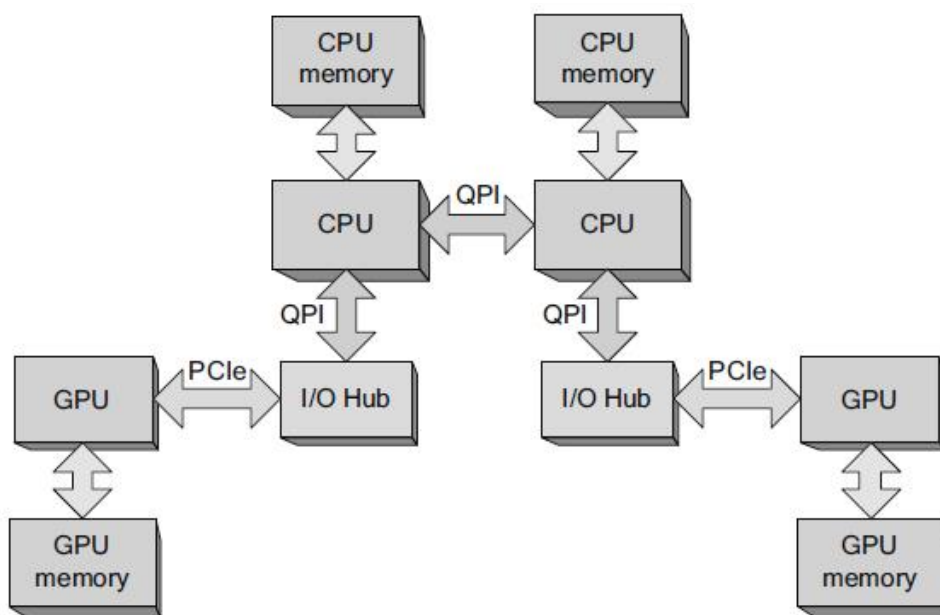 CPU
memory
CPU
memory
CPU
QPI
CPU
QPI
QPI
GPU
PCIe
I/O Hub
I/O Hub
PCIe
GPU
GPU
memory
GPU
memory